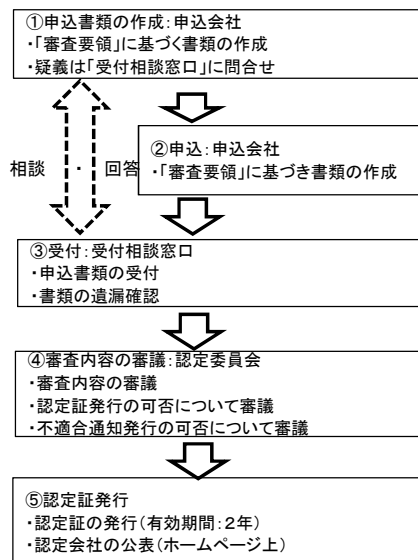 ①申込書類の作成：申込会社
・「審査要領」に基づく書類の作成
・疑義は「受付相談窓口」に問合せ
相談 ・ 回答
②申込：申込会社
・「審査要領」に基づき書類の作成
③受付：受付相談窓口
・申込書類の受付
・書類の遺漏確認
④審査内容の審議：認定委員会
・審査内容の審議
・認定証発行の可否について審議
・不適合通知発行の可否について審議
⑤認定証発行
・認定証の発行（有効期間：２年）
・認定会社の公表（ホームページ上）